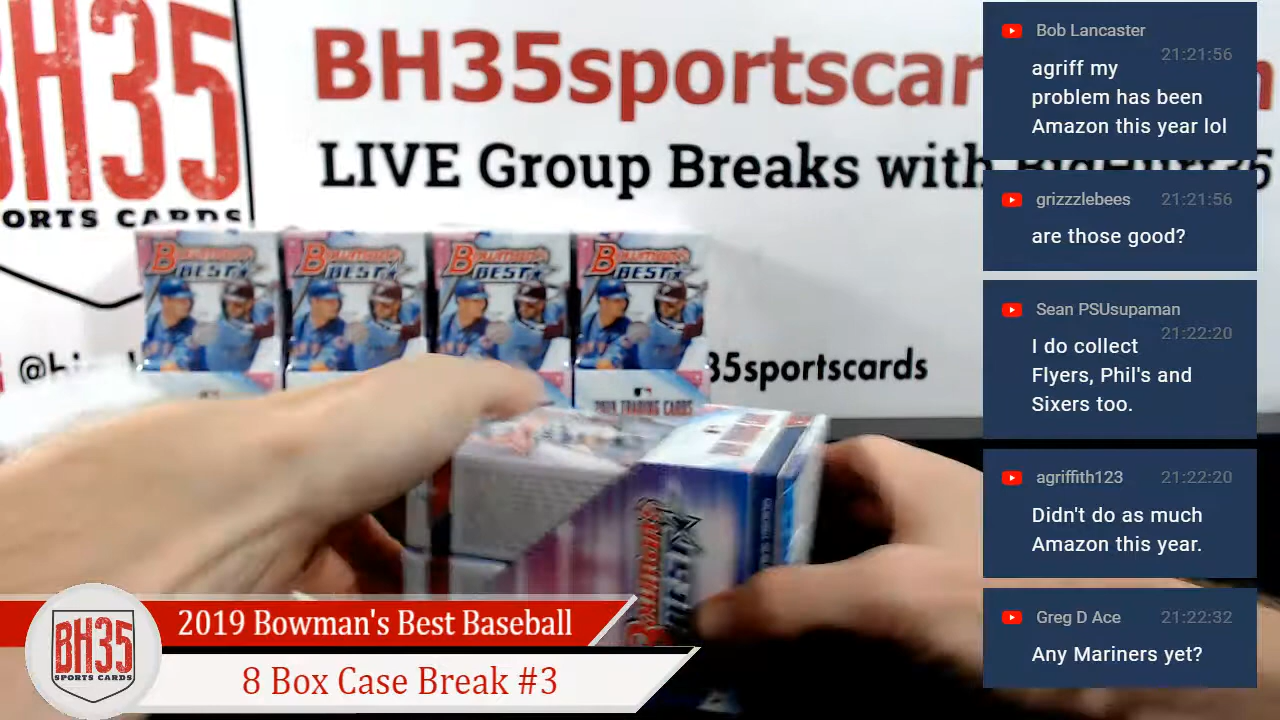 BH35
SPORTS CARDS
BH35sportscar
LIVE Group Breaks with BigHurt35
BOWMAN'S BEST
BOWMAN'S BEST
BOWMAN'S BEST
BOWMAN'S BEST
2019 TRADING CARDS
35sportscards
Bob Lancaster
21:21:56
agriff my
problem has been
Amazon this year lol
grizzzlebees 21:21:56
are those good?
Sean PSUsupaman
21:22:20
I do collect
Flyers, Phil's and
Sixers too.
agriffith123 21:22:20
Didn't do as much
Amazon this year.
Greg D Ace 21:22:32
Any Mariners yet?
BH35
SPORTS CARDS
2019 Bowman's Best Baseball
8 Box Case Break #3